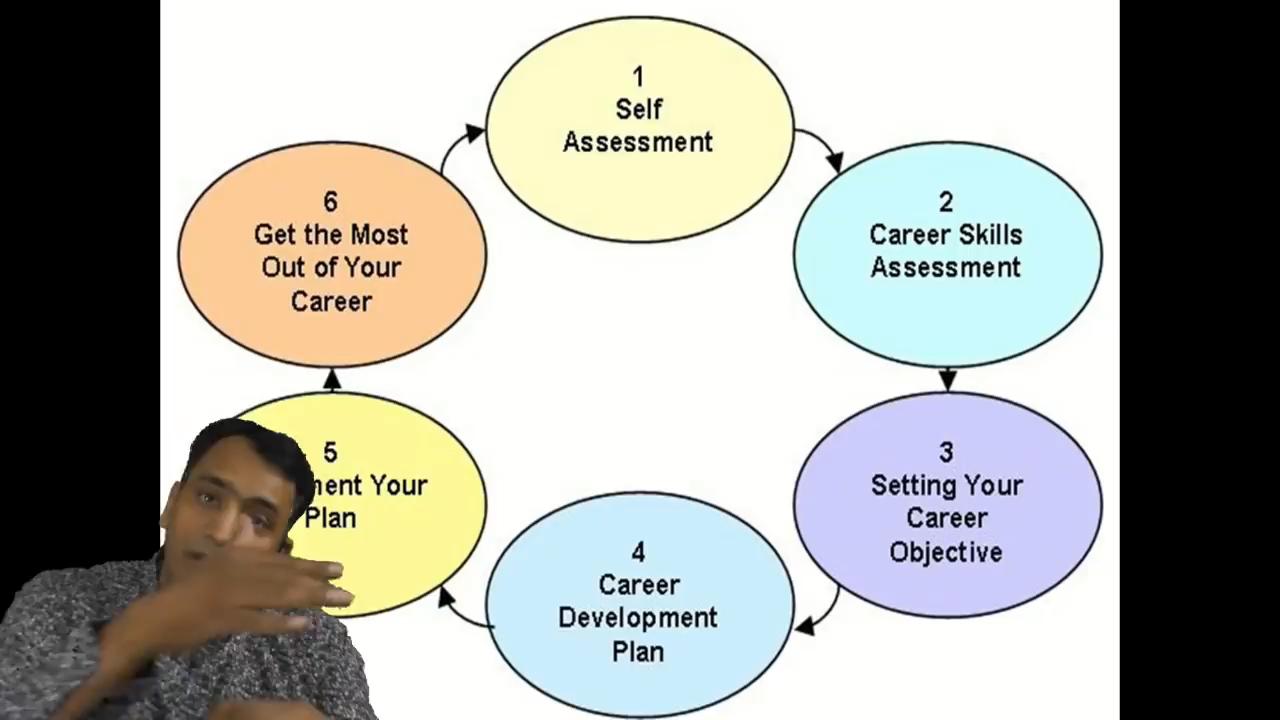 1
Self
Assessment
2
Career Skills
Assessment
3
Setting Your
Career
Objective
4
Career
Development
Plan
5
ment Your
Plan
6
Get the Most
Out of Your
Career